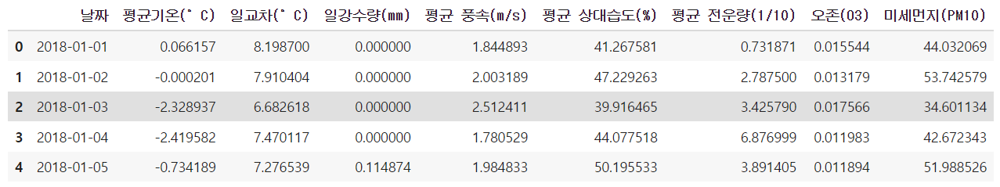 날짜 평균기온(°C) 일교차(°C) 일강수량(mm) 평균 풍속(m/s) 평균 상대습도(%) 평균 전운량(1/10) 오존(O3) 미세먼지(PM10)
0 2018-01-01 0.066157 8.198700 0.000000 1.844893 41.267581 0.731871 0.015544 44.032069
1 2018-01-02 -0.000201 7.910404 0.000000 2.003189 47.229263 2.787500 0.013179 53.742579
2 2018-01-03 -2.328937 6.682618 0.000000 2.512411 39.916465 3.425790 0.017566 34.601134
3 2018-01-04 -2.419582 7.470117 0.000000 1.780529 44.077518 6.876999 0.011983 42.672343
4 2018-01-05 -0.734189 7.276539 0.114874 1.984833 50.195533 3.891405 0.011894 51.988526